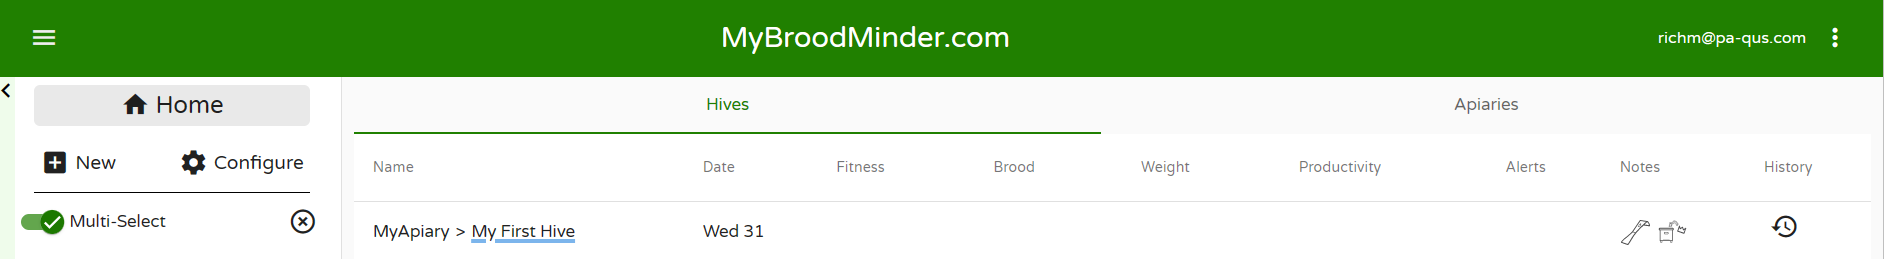 MyBroodMinder.com
richm@pa-qus.com
Home
New
Configure
Multi-Select
Hives
Apiaries
Name Date Fitness Brood Weight Productivity Alerts Notes History
MyApiary > My First Hive Wed 31